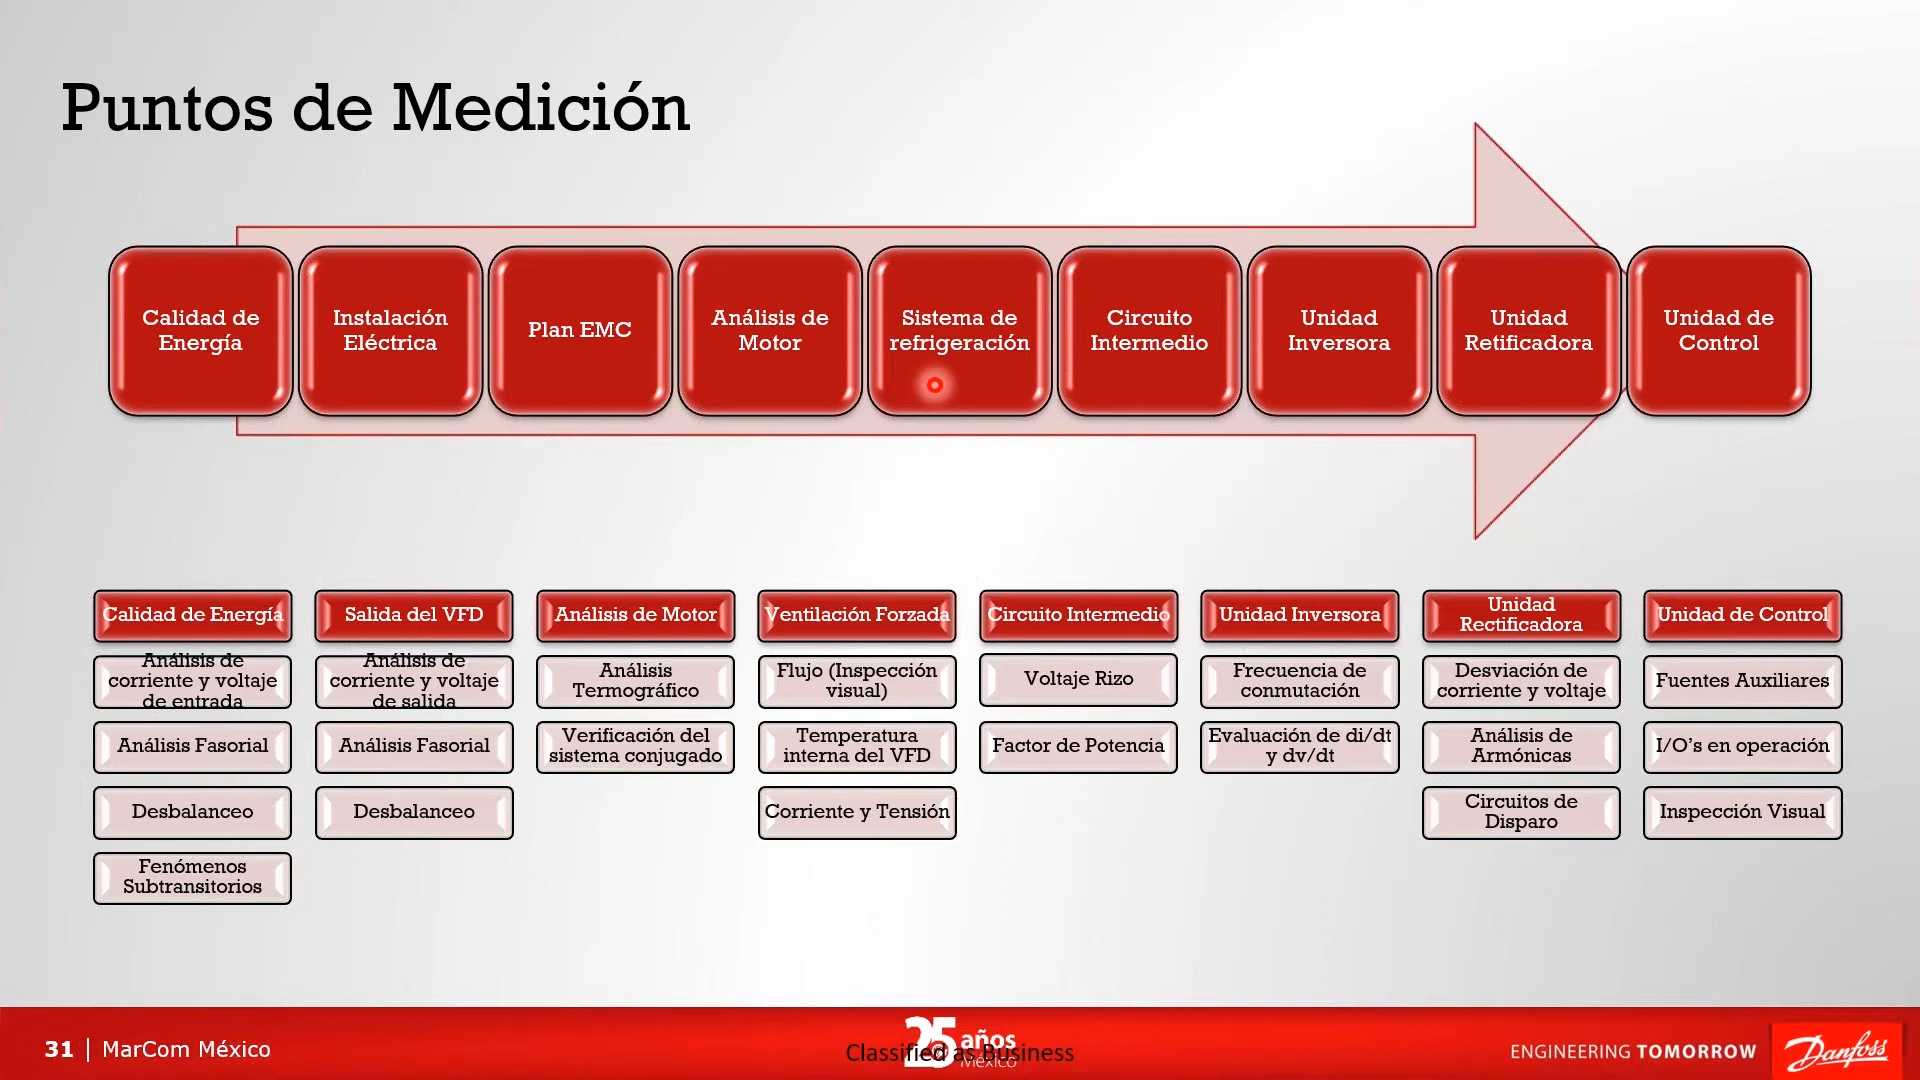 Puntos de Medición
Calidad de
Energía
Instalación
Eléctrica
Plan EMC
Análisis de
Motor
Sistema de
refrigeración
Circuito
Intermedio
Unidad
Inversora
Unidad
Retificadora
Unidad de
Control
Calidad de Energía
Análisis de
corriente y voltaje
de entrada
Análisis Fasorial
Desbalanceo
Fenómenos
Subtransitorios
Salida del VFD
Análisis de
corriente y voltaje
de salida
Análisis Fasorial
Desbalanceo
Análisis de Motor
Análisis
Termográfico
Verificación del
sistema conjugado
Ventilación Forzada
Flujo (Inspección
visual)
Temperatura
interna del VFD
Corriente y Tensión
Circuito Intermedio
Voltaje Rizo
Factor de Potencia
Unidad Inversora
Frecuencia de
conmutación
Evaluación de di/dt
y dv/dt
Unidad
Rectificadora
Desviación de
corriente y voltaje
Análisis de
Armónicas
Circuitos de
Disparo
Unidad de Control
Fuentes Auxiliares
I/O's en operación
Inspección Visual
31 | MarCom México
25 años
México
Classified as Business
ENGINEERING TOMORROW
Danfoss